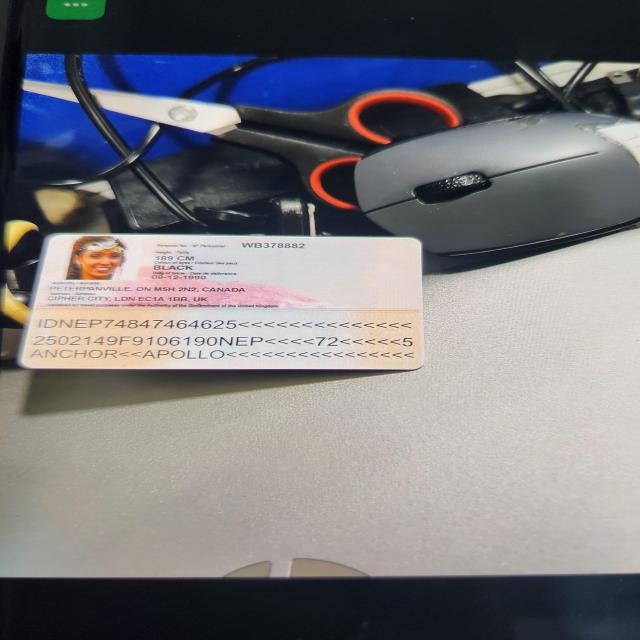 WB378882
189 CM
BLACK
09-12-1990
PETERPANVILLE, ON M5H 2N2, CANADA
CIPHER CITY, LDN EC1A 1BB, UK
IDNEP74847464625<<<<<<<<<<<<<<<
2502149F9106190NEP<<<<72<<<<<5
ANCHOR<<APOLLO<<<<<<<<<<<<<<<<